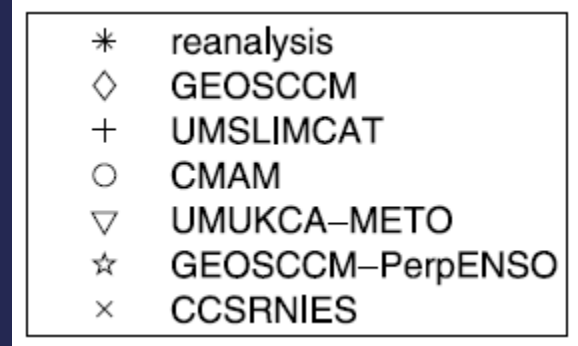 reanalysis
GEOSCCM
UMSLIMCAT
CMAM
UMUKCA–METO
GEOSCCM–PerpENSO
CCSRNIES